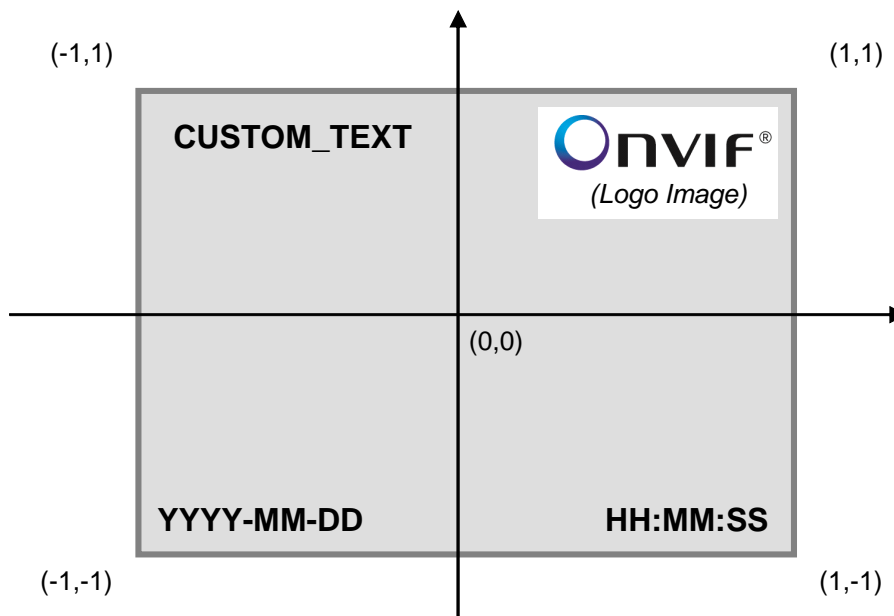 (-1,1)
(1,1)
CUSTOM_TEXT
ONVIF®
(Logo Image)
(0,0)
YYYY-MM-DD
HH:MM:SS
(-1,-1)
(1,-1)